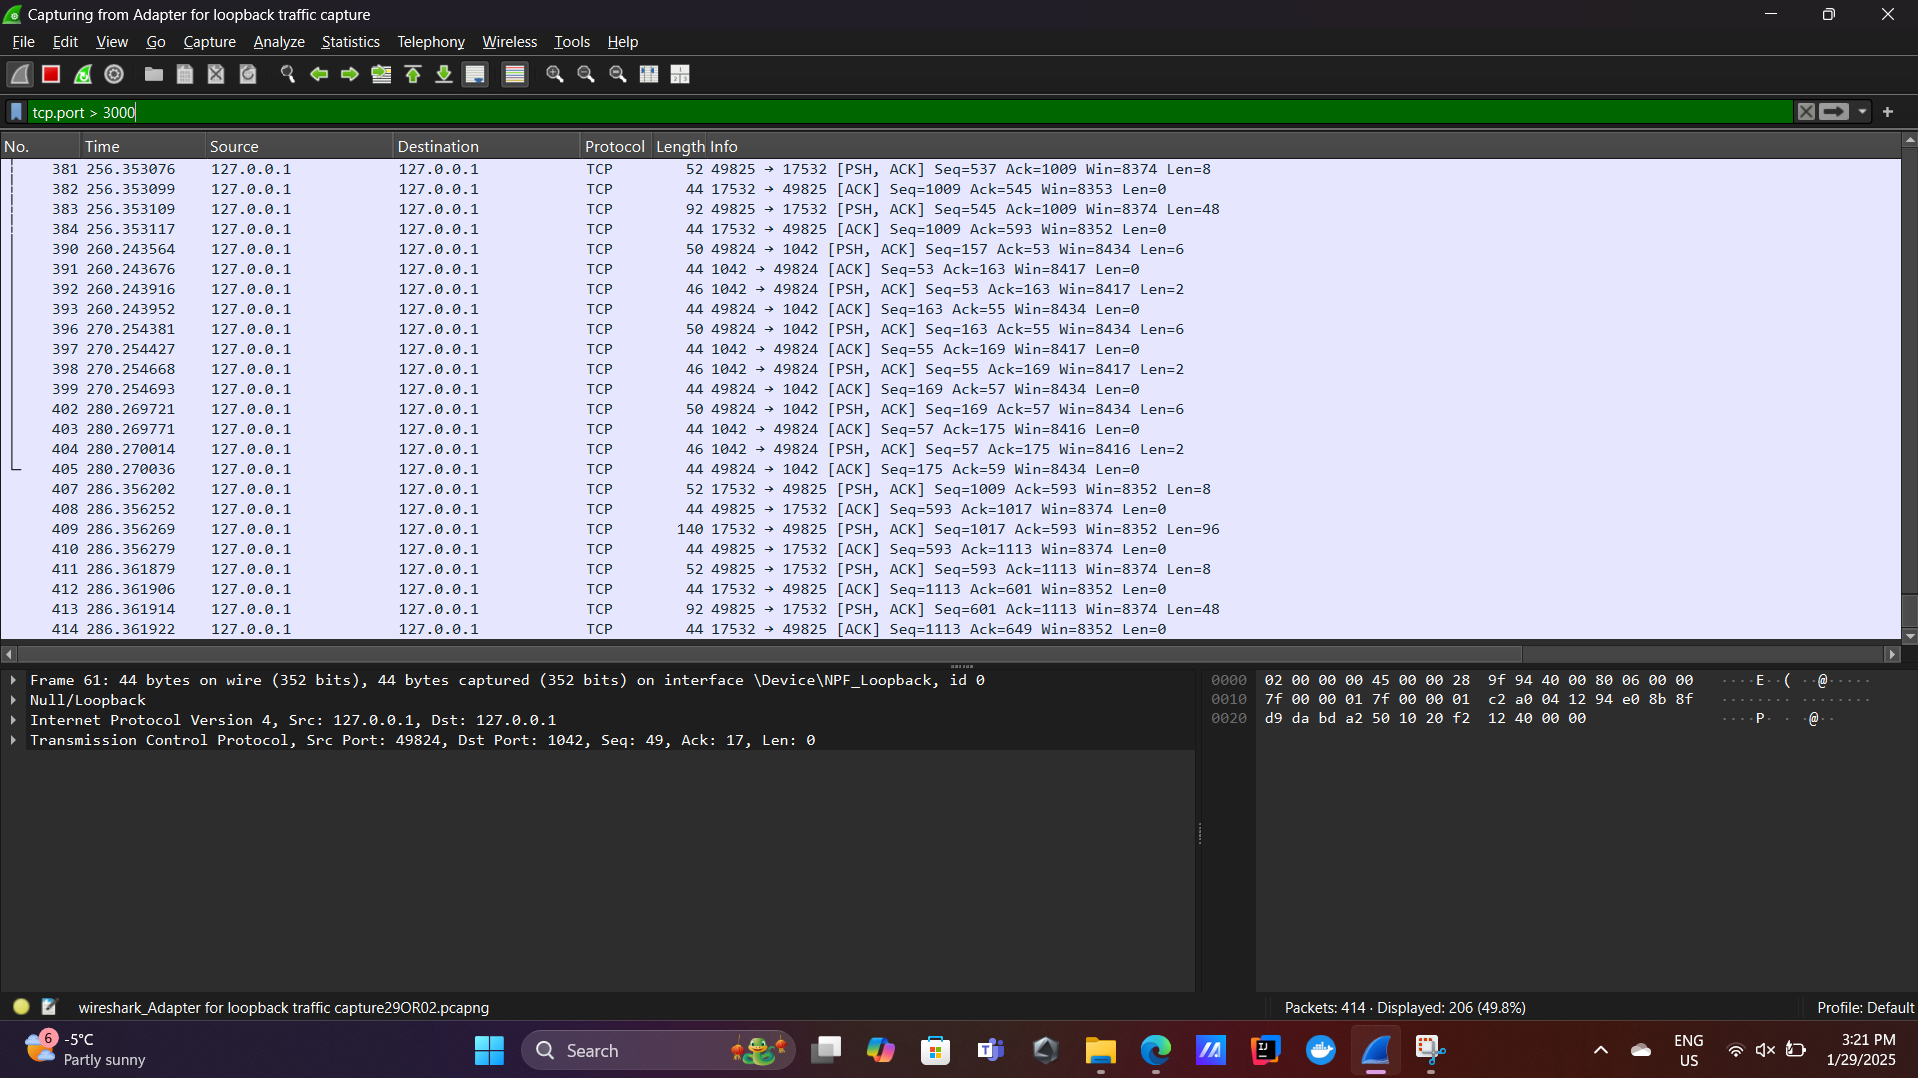 Capturing from Adapter for loopback traffic capture
File Edit View Go Capture Analyze Statistics Telephony Wireless Tools Help
tcp.port > 3000
No. Time Source Destination Protocol Length Info
381 256.353076 127.0.0.1 127.0.0.1 TCP 52 49825 → 17532 [PSH, ACK] Seq=537 Ack=1009 Win=8374 Len=8
382 256.353099 127.0.0.1 127.0.0.1 TCP 44 17532 → 49825 [ACK] Seq=1009 Ack=545 Win=8353 Len=0
383 256.353109 127.0.0.1 127.0.0.1 TCP 92 49825 → 17532 [PSH, ACK] Seq=545 Ack=1009 Win=8374 Len=48
384 256.353117 127.0.0.1 127.0.0.1 TCP 44 17532 → 49825 [ACK] Seq=1009 Ack=593 Win=8352 Len=0
390 260.243564 127.0.0.1 127.0.0.1 TCP 50 49824 → 1042 [PSH, ACK] Seq=157 Ack=53 Win=8434 Len=6
391 260.243676 127.0.0.1 127.0.0.1 TCP 44 1042 → 49824 [ACK] Seq=53 Ack=163 Win=8417 Len=0
392 260.243916 127.0.0.1 127.0.0.1 TCP 46 1042 → 49824 [PSH, ACK] Seq=53 Ack=163 Win=8417 Len=2
393 260.243952 127.0.0.1 127.0.0.1 TCP 44 49824 → 1042 [ACK] Seq=163 Ack=55 Win=8434 Len=0
396 270.254381 127.0.0.1 127.0.0.1 TCP 50 49824 → 1042 [PSH, ACK] Seq=163 Ack=55 Win=8434 Len=6
397 270.254427 127.0.0.1 127.0.0.1 TCP 44 1042 → 49824 [ACK] Seq=55 Ack=169 Win=8417 Len=0
398 270.254668 127.0.0.1 127.0.0.1 TCP 46 1042 → 49824 [PSH, ACK] Seq=55 Ack=169 Win=8417 Len=2
399 270.254693 127.0.0.1 127.0.0.1 TCP 44 49824 → 1042 [ACK] Seq=169 Ack=57 Win=8434 Len=0
402 280.269721 127.0.0.1 127.0.0.1 TCP 50 49824 → 1042 [PSH, ACK] Seq=169 Ack=57 Win=8434 Len=6
403 280.269771 127.0.0.1 127.0.0.1 TCP 44 1042 → 49824 [ACK] Seq=57 Ack=175 Win=8416 Len=0
404 280.270014 127.0.0.1 127.0.0.1 TCP 46 1042 → 49824 [PSH, ACK] Seq=57 Ack=175 Win=8416 Len=2
405 280.270036 127.0.0.1 127.0.0.1 TCP 44 49824 → 1042 [ACK] Seq=175 Ack=59 Win=8434 Len=0
407 286.356202 127.0.0.1 127.0.0.1 TCP 52 17532 → 49825 [PSH, ACK] Seq=1009 Ack=593 Win=8352 Len=8
408 286.356252 127.0.0.1 127.0.0.1 TCP 44 49825 → 17532 [ACK] Seq=593 Ack=1017 Win=8374 Len=0
409 286.356269 127.0.0.1 127.0.0.1 TCP 140 17532 → 49825 [PSH, ACK] Seq=1017 Ack=593 Win=8352 Len=96
410 286.356279 127.0.0.1 127.0.0.1 TCP 44 49825 → 17532 [ACK] Seq=593 Ack=1113 Win=8374 Len=0
411 286.361879 127.0.0.1 127.0.0.1 TCP 52 49825 → 17532 [PSH, ACK] Seq=593 Ack=1113 Win=8374 Len=8
412 286.361906 127.0.0.1 127.0.0.1 TCP 44 17532 → 49825 [ACK] Seq=1113 Ack=601 Win=8352 Len=0
413 286.361914 127.0.0.1 127.0.0.1 TCP 92 49825 → 17532 [PSH, ACK] Seq=601 Ack=1113 Win=8374 Len=48
414 286.361922 127.0.0.1 127.0.0.1 TCP 44 17532 → 49825 [ACK] Seq=1113 Ack=649 Win=8352 Len=0
Frame 61: 44 bytes on wire (352 bits), 44 bytes captured (352 bits) on interface \Device\NPF_Loopback, id 0
Null/Loopback
Internet Protocol Version 4, Src: 127.0.0.1, Dst: 127.0.0.1
Transmission Control Protocol, Src Port: 49824, Dst Port: 1042, Seq: 49, Ack: 17, Len: 0
0000 02 00 00 00 45 00 00 28 9f 94 40 00 80 06 00 00 ····E··( ··@·····
0010 7f 00 00 01 7f 00 00 01 c2 a0 04 12 94 e0 8b 8f ········ ········
0020 d9 da bd a2 50 10 20 f2 12 40 00 00 ····P· · ·@··
wireshark_Adapter for loopback traffic capture29OR02.pcapng
Packets: 414 · Displayed: 206 (49.8%)
Profile: Default
6
-5°C
Partly sunny
Search
ENG
US
3:21 PM
1/29/2025